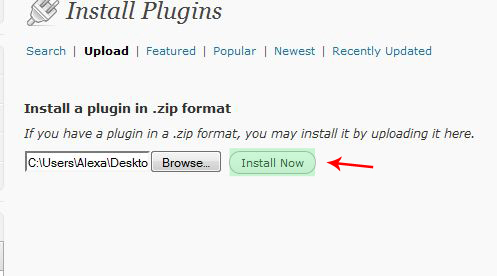 Install Plugins
Search | Upload | Featured | Popular | Newest | Recently Updated
Install a plugin in .zip format
If you have a plugin in a .zip format, you may install it by uploading it here.
C:\Users\Alexa\Deskto Browse... Install Now